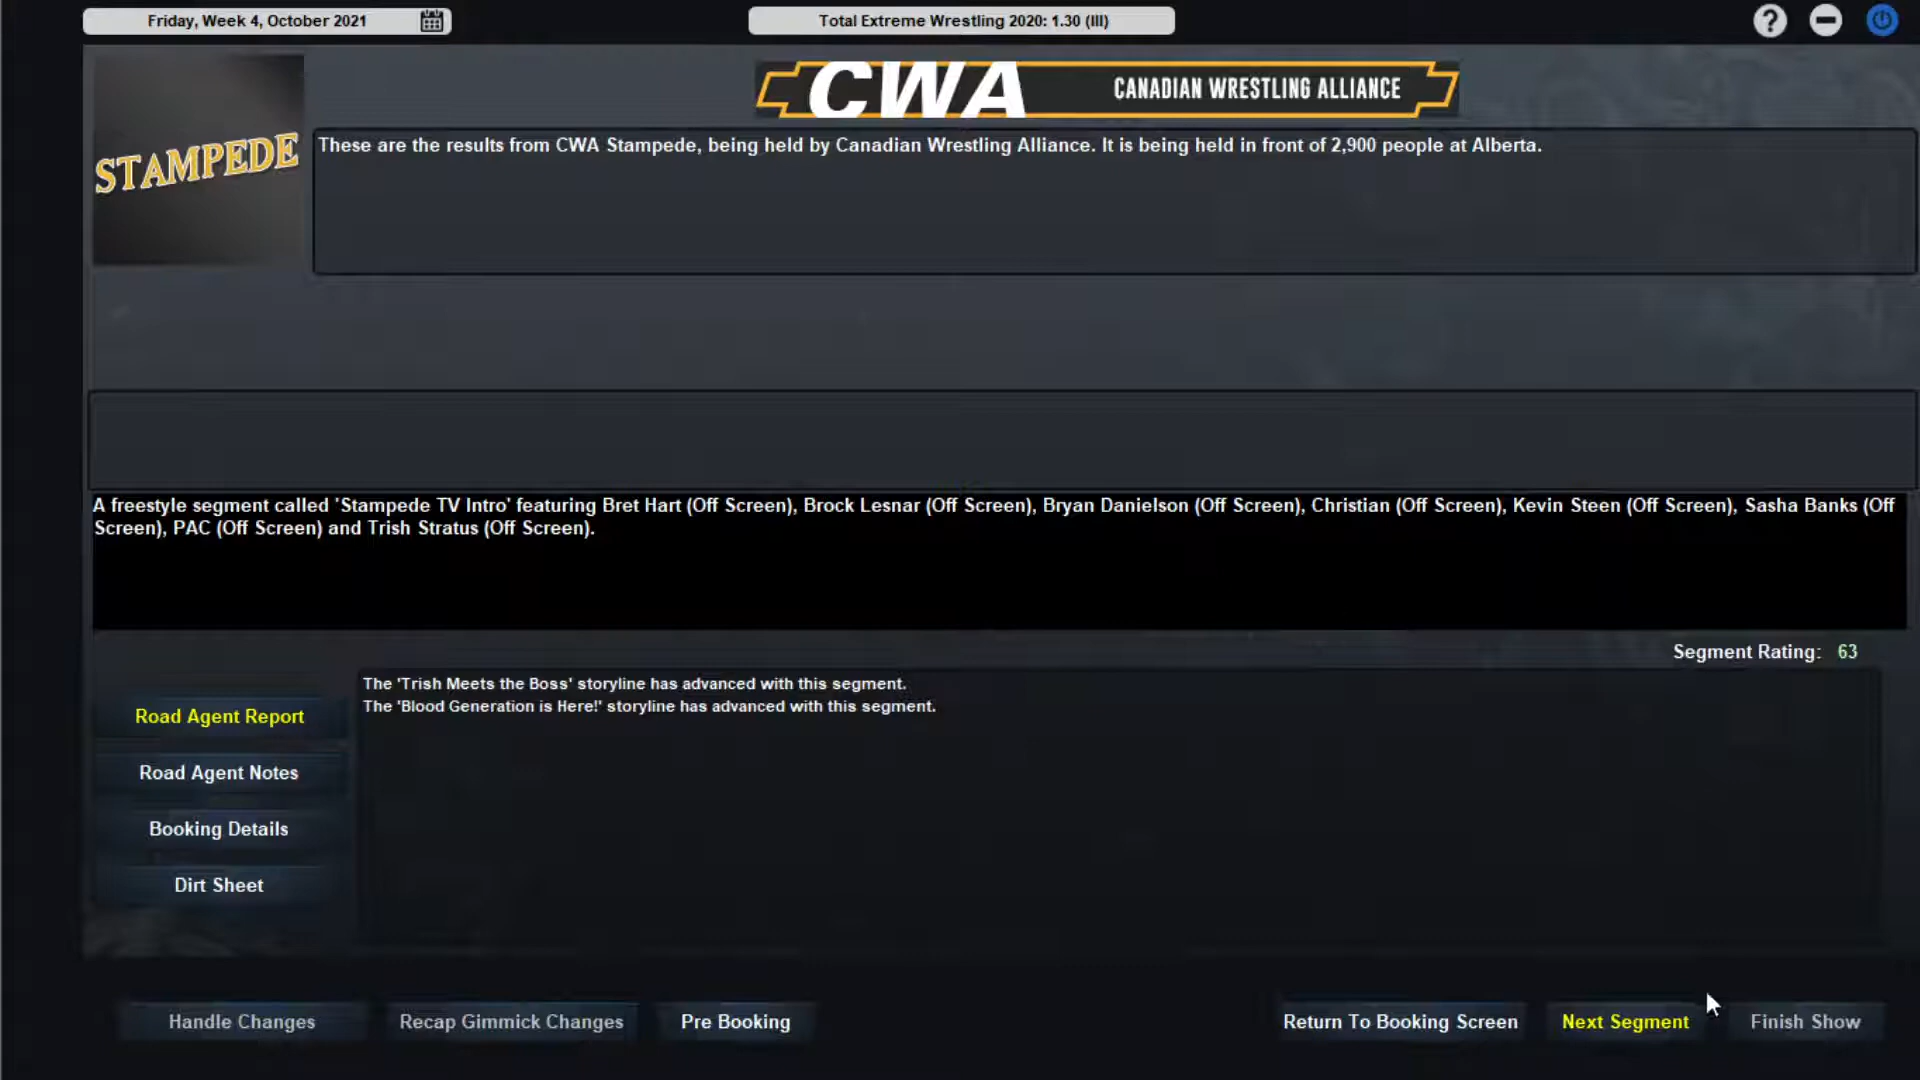 Friday, Week 4, October 2021
Total Extreme Wrestling 2020: 1.30 (III)
?
STAMPEDE
CWA CANADIAN WRESTLING ALLIANCE
These are the results from CWA Stampede, being held by Canadian Wrestling Alliance. It is being held in front of 2,900 people at Alberta.
A freestyle segment called 'Stampede TV Intro' featuring Bret Hart (Off Screen), Brock Lesnar (Off Screen), Bryan Danielson (Off Screen), Christian (Off Screen), Kevin Steen (Off Screen), Sasha Banks (Off
Screen), PAC (Off Screen) and Trish Stratus (Off Screen).
Segment Rating: 63
The 'Trish Meets the Boss' storyline has advanced with this segment.
The 'Blood Generation is Here!' storyline has advanced with this segment.
Road Agent Report
Road Agent Notes
Booking Details
Dirt Sheet
Handle Changes
Recap Gimmick Changes
Pre Booking
Return To Booking Screen
Next Segment
Finish Show